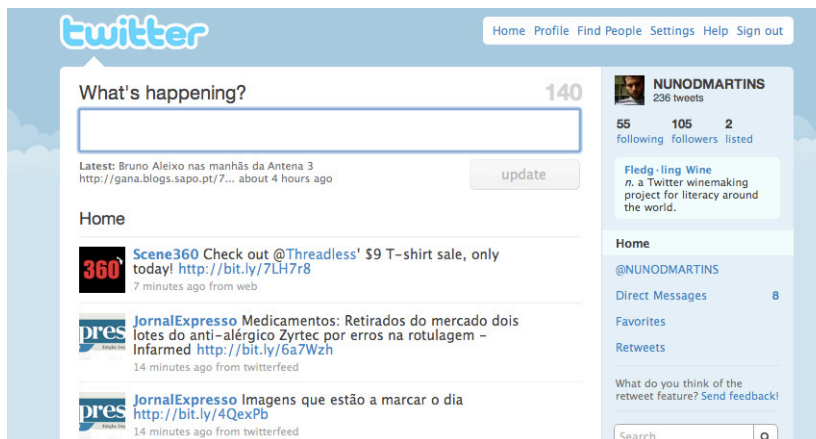 twitter
Home Profile Find People Settings Help Sign out
What's happening?
140
Latest: Bruno Aleixo nas manhãs da Antena 3
http://gana.blogs.sapo.pt/7... about 4 hours ago
update
Home
Scene360 Check out @Threadless' $9 T-shirt sale, only
today! http://bit.ly/7LH7r8
7 minutes ago from web
360
JornalExpresso Medicamentos: Retirados do mercado dois
lotes do anti-alérgico Zyrtec por erros na rotulagem -
Infarmed http://bit.ly/6a7Wzh
14 minutes ago from twitterfeed
pres
JornalExpresso Imagens que estão a marcar o dia
http://bit.ly/4QexPb
14 minutes ago from twitterfeed
pres
NUNODMARTINS
236 tweets
55 105 2
following followers listed
Fledg·ling Wine
n. a Twitter winemaking
project for literacy around
the world.
Home
@NUNODMARTINS
Direct Messages 8
Favorites
Retweets
What do you think of the
retweet feature? Send feedback!
Search